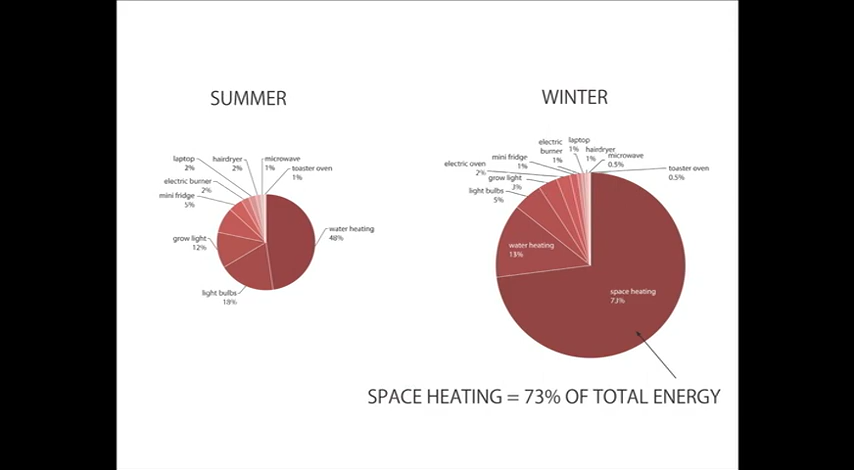 SUMMER
laptop
2%
hairdryer
2%
microwave
1%
toaster oven
1%
electric burner
2%
mini fridge
5%
grow light
12%
light bulbs
18%
water heating
48%
WINTER
electric
burner
1%
laptop
1%
hairdryer
1%
microwave
0.5%
toaster oven
0.5%
mini fridge
1%
electric oven
2%
grow light
3%
light bulbs
5%
water heating
13%
space heating
73%
SPACE HEATING = 73% OF TOTAL ENERGY